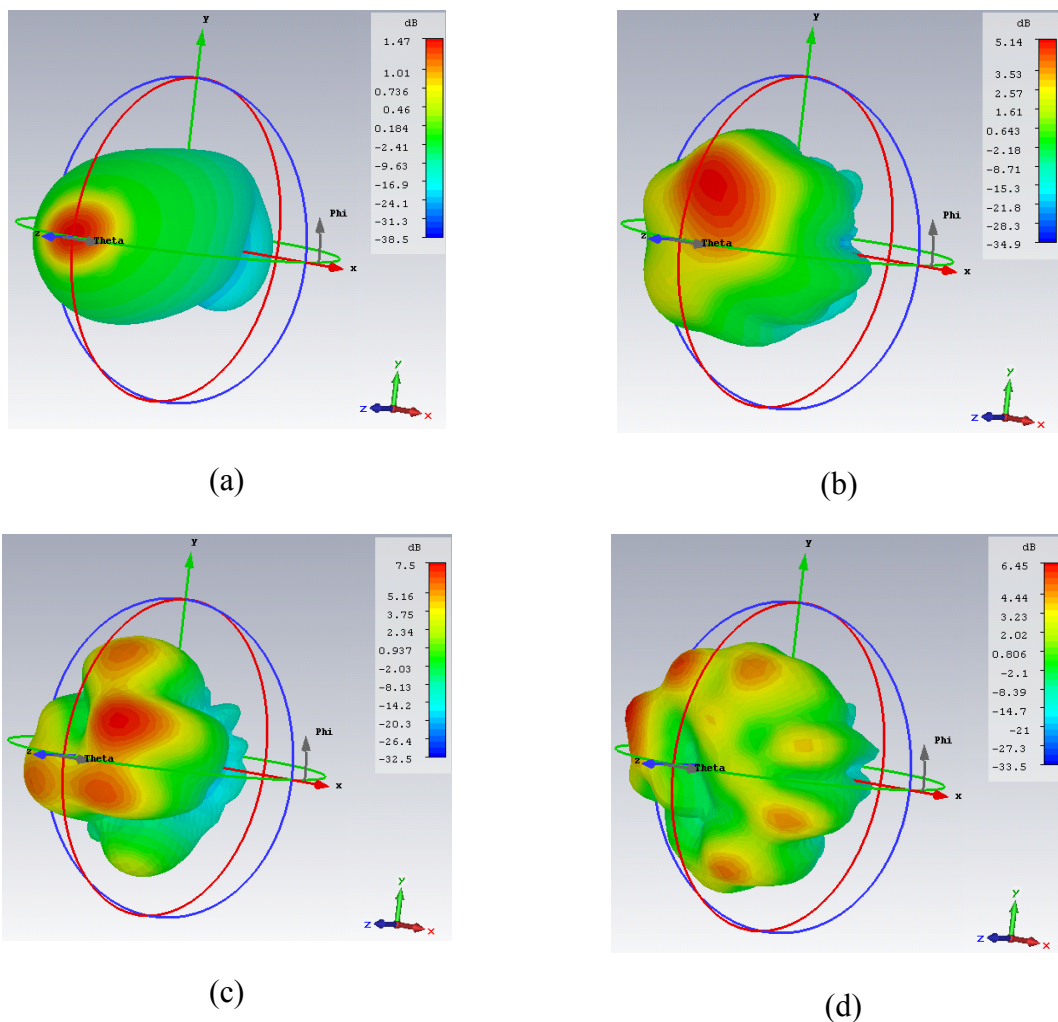 dB
1.47
1.01
0.736
0.46
0.184
-2.41
-9.63
-16.9
-24.1
-31.3
-38.5
y
z
Theta
Phi
x
y
z
x
(a)
dB
5.14
3.53
2.57
1.61
0.643
-2.18
-8.71
-15.3
-21.8
-28.3
-34.9
y
z
Theta
Phi
x
y
z
x
(b)
dB
7.5
5.16
3.75
2.34
0.937
-2.03
-8.13
-14.2
-20.3
-26.4
-32.5
y
z
Theta
Phi
x
y
z
x
(c)
dB
6.45
4.44
3.23
2.02
0.806
-2.1
-8.39
-14.7
-21
-27.3
-33.5
y
z
Theta
Phi
x
y
z
x
(d)